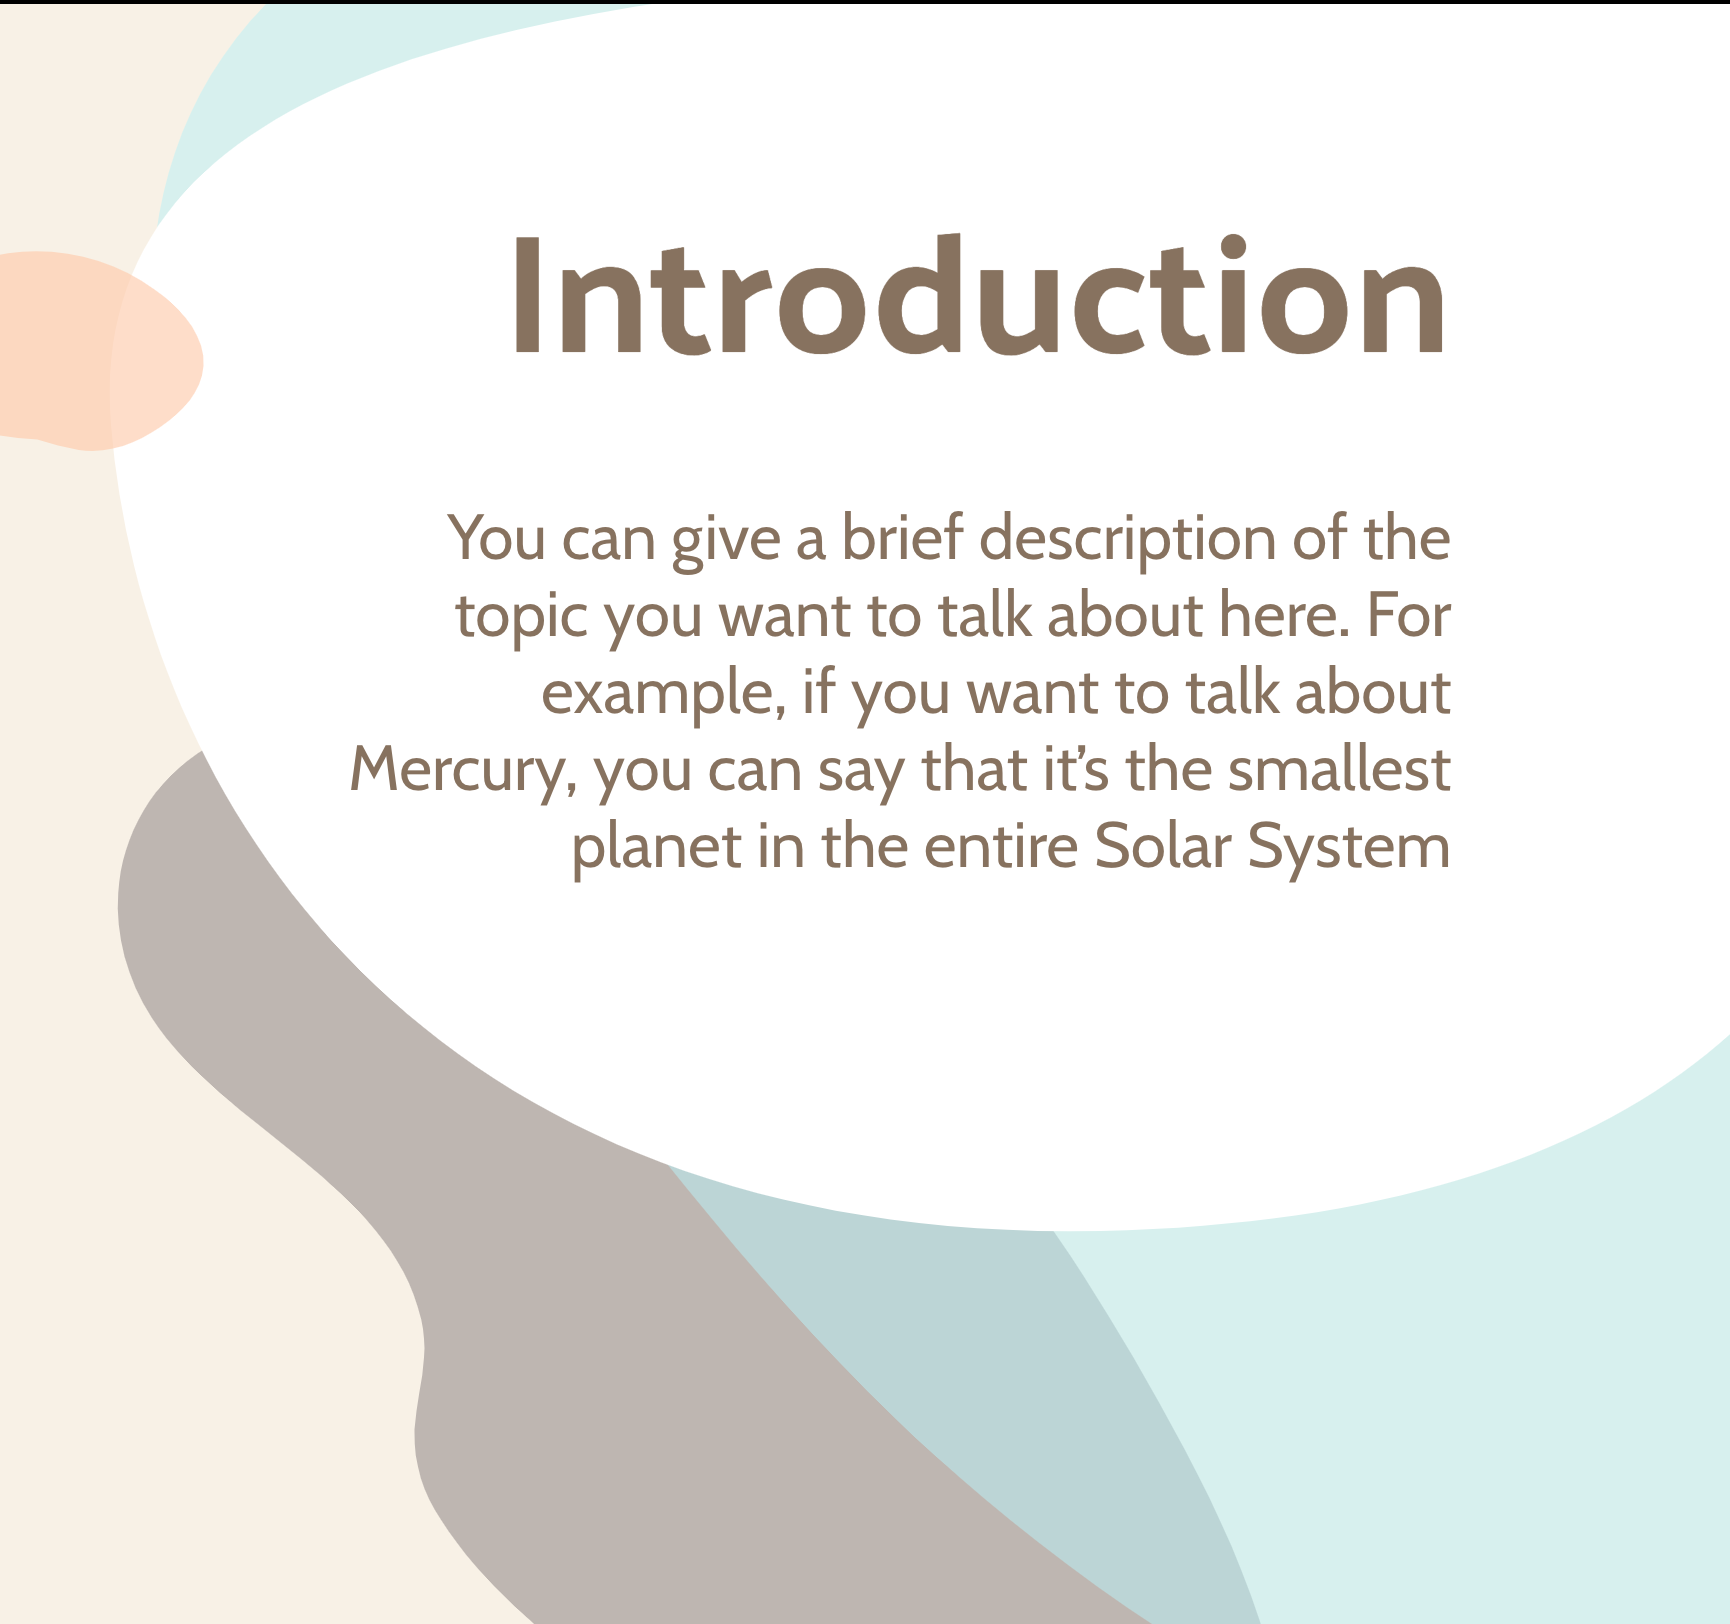 Introduction
You can give a brief description of the
topic you want to talk about here. For
example, if you want to talk about
Mercury, you can say that it’s the smallest
planet in the entire Solar System